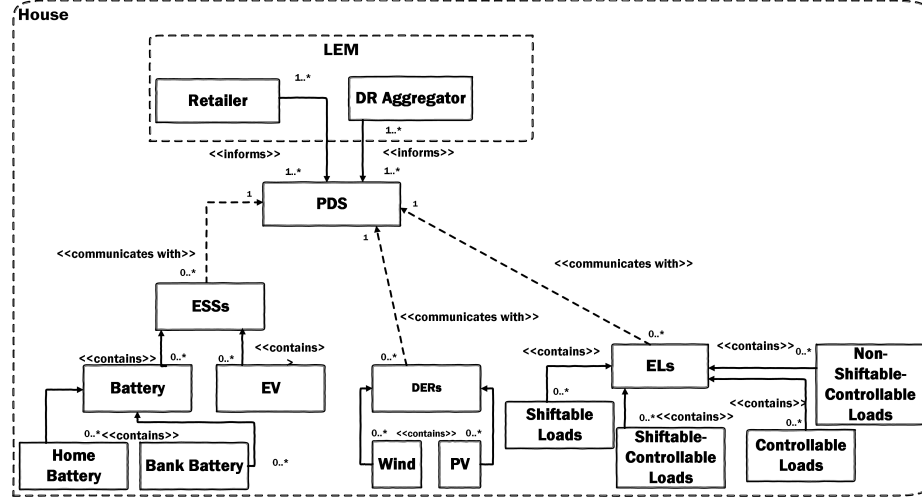 House
LEM
Retailer
1..*
DR Aggregator
1..*
<<informs>>
<<informs>>
1..*
1..*
PDS
1
1
1
<<communicates with>>
<<communicates with>>
<<communicates with>>
0..*
ESSs
0..*
0..*
<<contains>>
0..*
0..*
<<contains>
>
Battery
EV
DERs
ELs
<<contains>>
0..*
<<contains>>
0..*
Non-
Shiftable-
Controllable
Loads
0..*
<<contains>>
Home
Battery
Bank Battery
0..*
0..*
<<contains>>
0..*
Wind
PV
Shiftable
Loads
0..*
<<contains>>
Shiftable-
Controllable
Loads
<<contains>>
0..*
Controllable
Loads